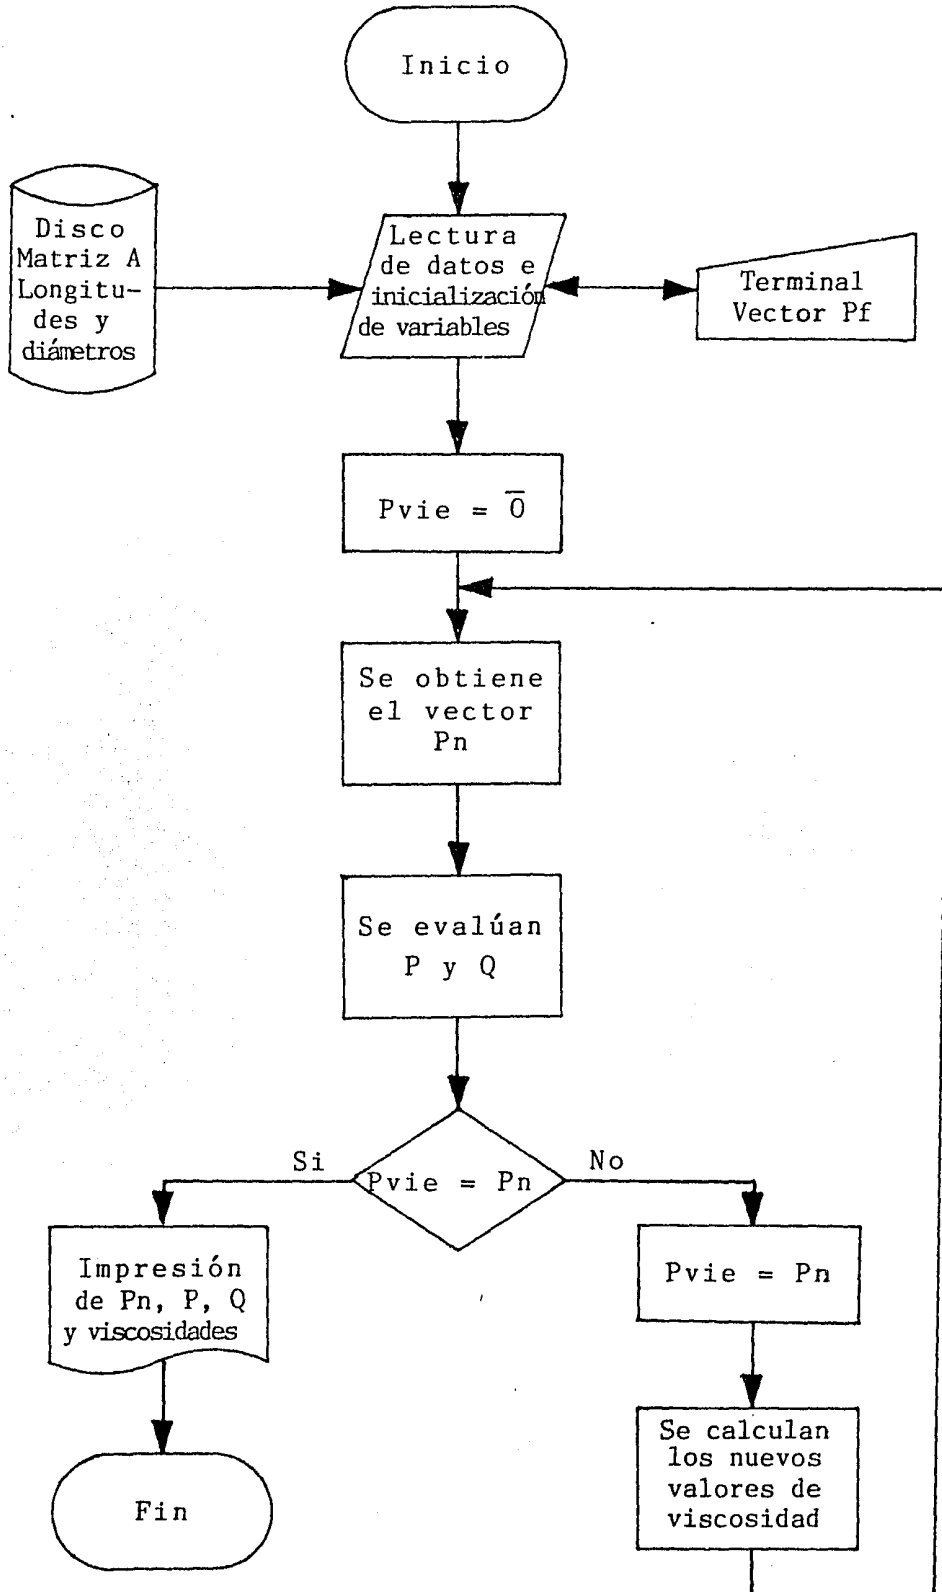 Inicio
Disco
Matriz A
Longitu-
des y
diámetros
Lectura
de datos e
inicialización
de variables
Terminal
Vector Pf
Pvie = O̅
Se obtiene
el vector
Pn
Se evalúan
P y Q
Si
Pvie = Pn
No
Impresión
de Pn, P, Q
y viscosidades
Pvie = Pn
Se calculan
los nuevos
valores de
viscosidad
Fin